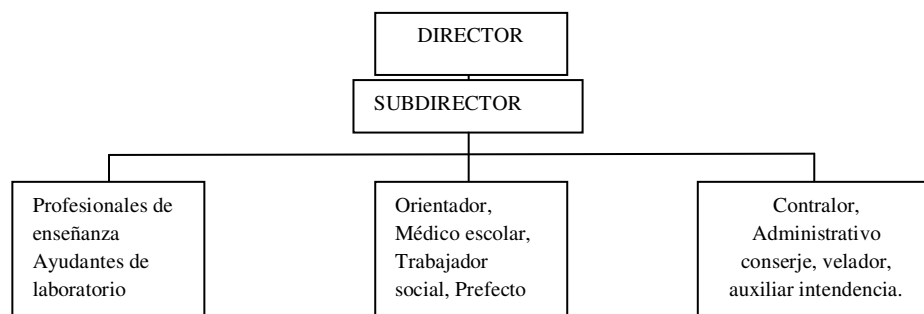 DIRECTOR
SUBDIRECTOR
Profesionales de
enseñanza
Ayudantes de
laboratorio
Orientador,
Médico escolar,
Trabajador
social, Prefecto
Contralor,
Administrativo
conserje, velador,
auxiliar intendencia.